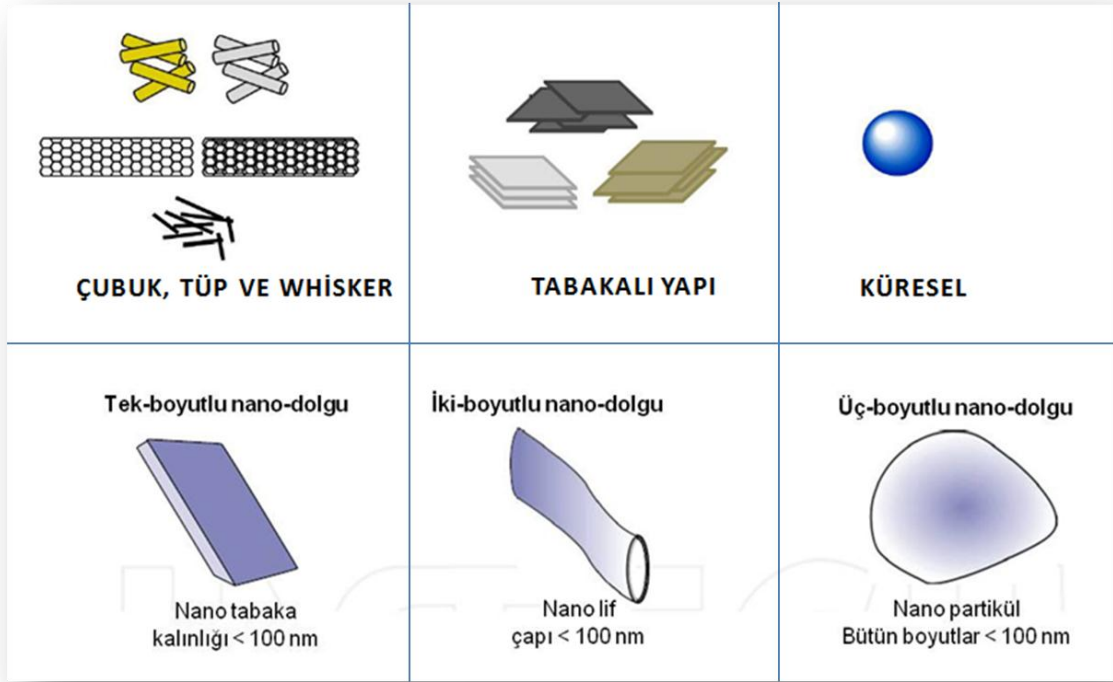 ÇUBUK, TÜP VE WHİSKER
TABAKALI YAPI
KÜRESEL
Tek-boyutlu nano-dolgu
Nano tabaka
kalınlığı < 100 nm
İki-boyutlu nano-dolgu
Nano lif
çapı < 100 nm
Üç-boyutlu nano-dolgu
Nano partikül
Bütün boyutlar < 100 nm